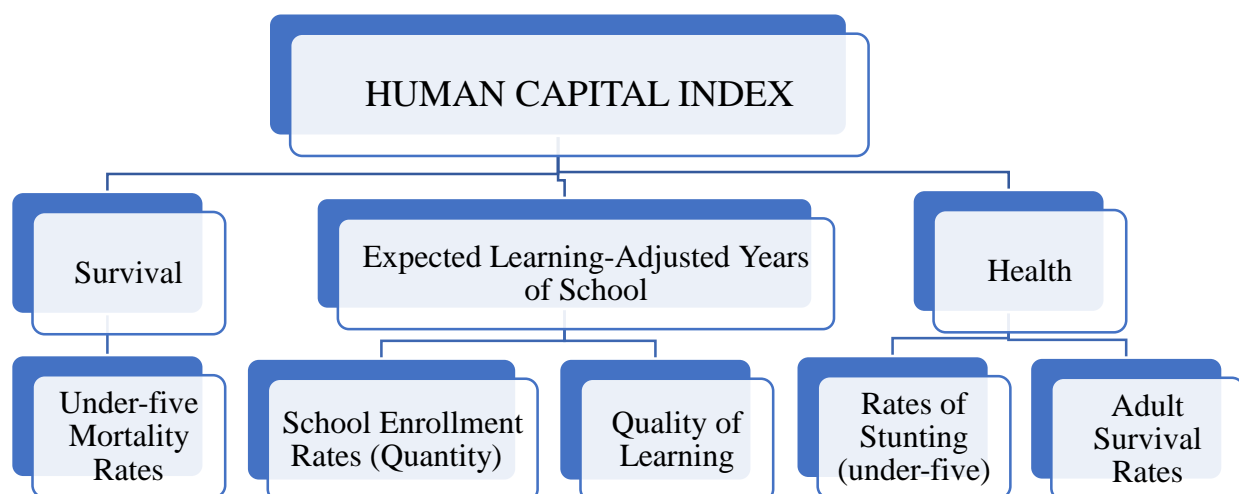 HUMAN CAPITAL INDEX
Survival
Expected Learning-Adjusted Years
of School
Health
Under-five
Mortality
Rates
School Enrollment
Rates (Quantity)
Quality of
Learning
Rates of
Stunting
(under-five)
Adult
Survival
Rates